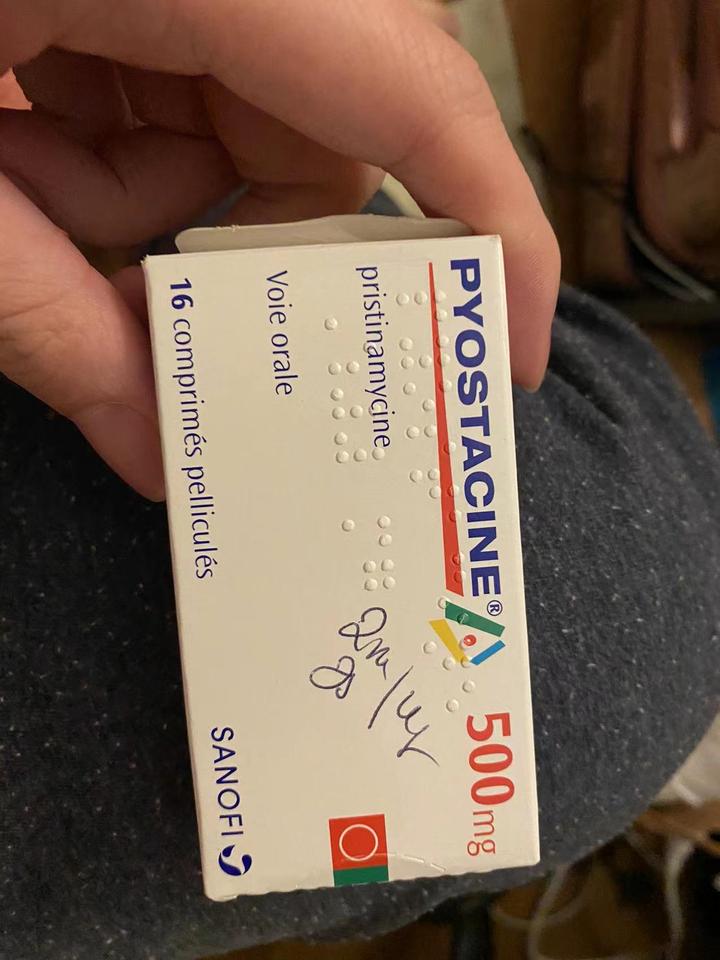 PYOSTACINE® 500 mg
pristinamycine
Voie orale
16 comprimés pelliculés
SANOFI